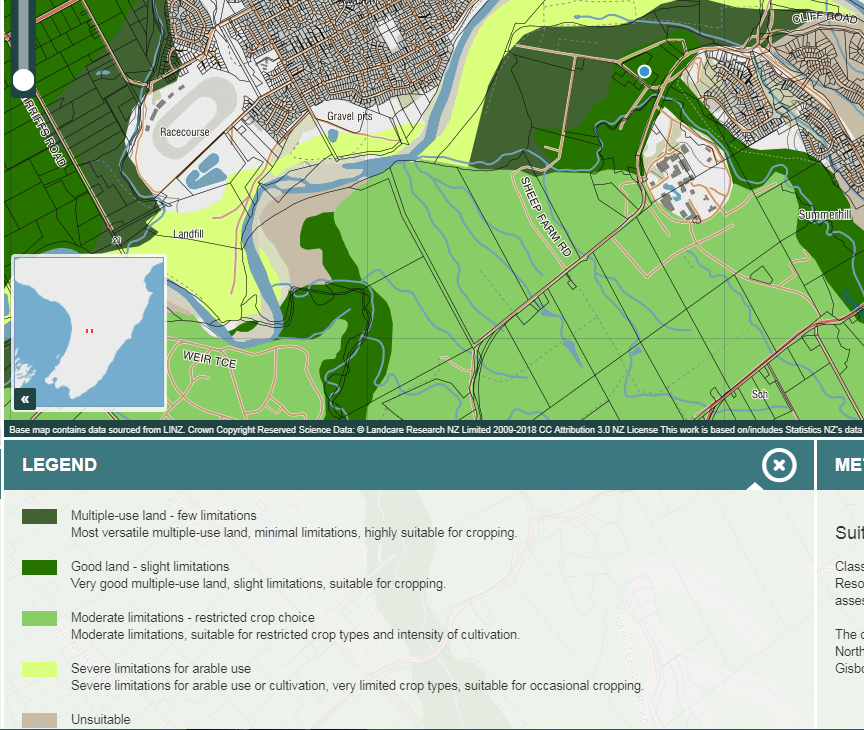 CLIFF ROAD
RIFFS ROAD
Gravel pits
Racecourse
SHEEP FARM RD
Summerhill
Landfill
WEIR TCE
Sch
«
Base map contains data sourced from LINZ. Crown Copyright Reserved Science Data: © Landcare Research NZ Limited 2009-2018 CC Attribution 3.0 NZ License This work is based on/includes Statistics NZ's data
LEGEND
ME
Multiple-use land - few limitations
Most versatile multiple-use land, minimal limitations, highly suitable for cropping.
Good land - slight limitations
Very good multiple-use land, slight limitations, suitable for cropping.
Moderate limitations - restricted crop choice
Moderate limitations, suitable for restricted crop types and intensity of cultivation.
Severe limitations for arable use
Severe limitations for arable use or cultivation, very limited crop types, suitable for occasional cropping.
Unsuitable
Suit
Class
Reso
asses
The c
North
Gisbo